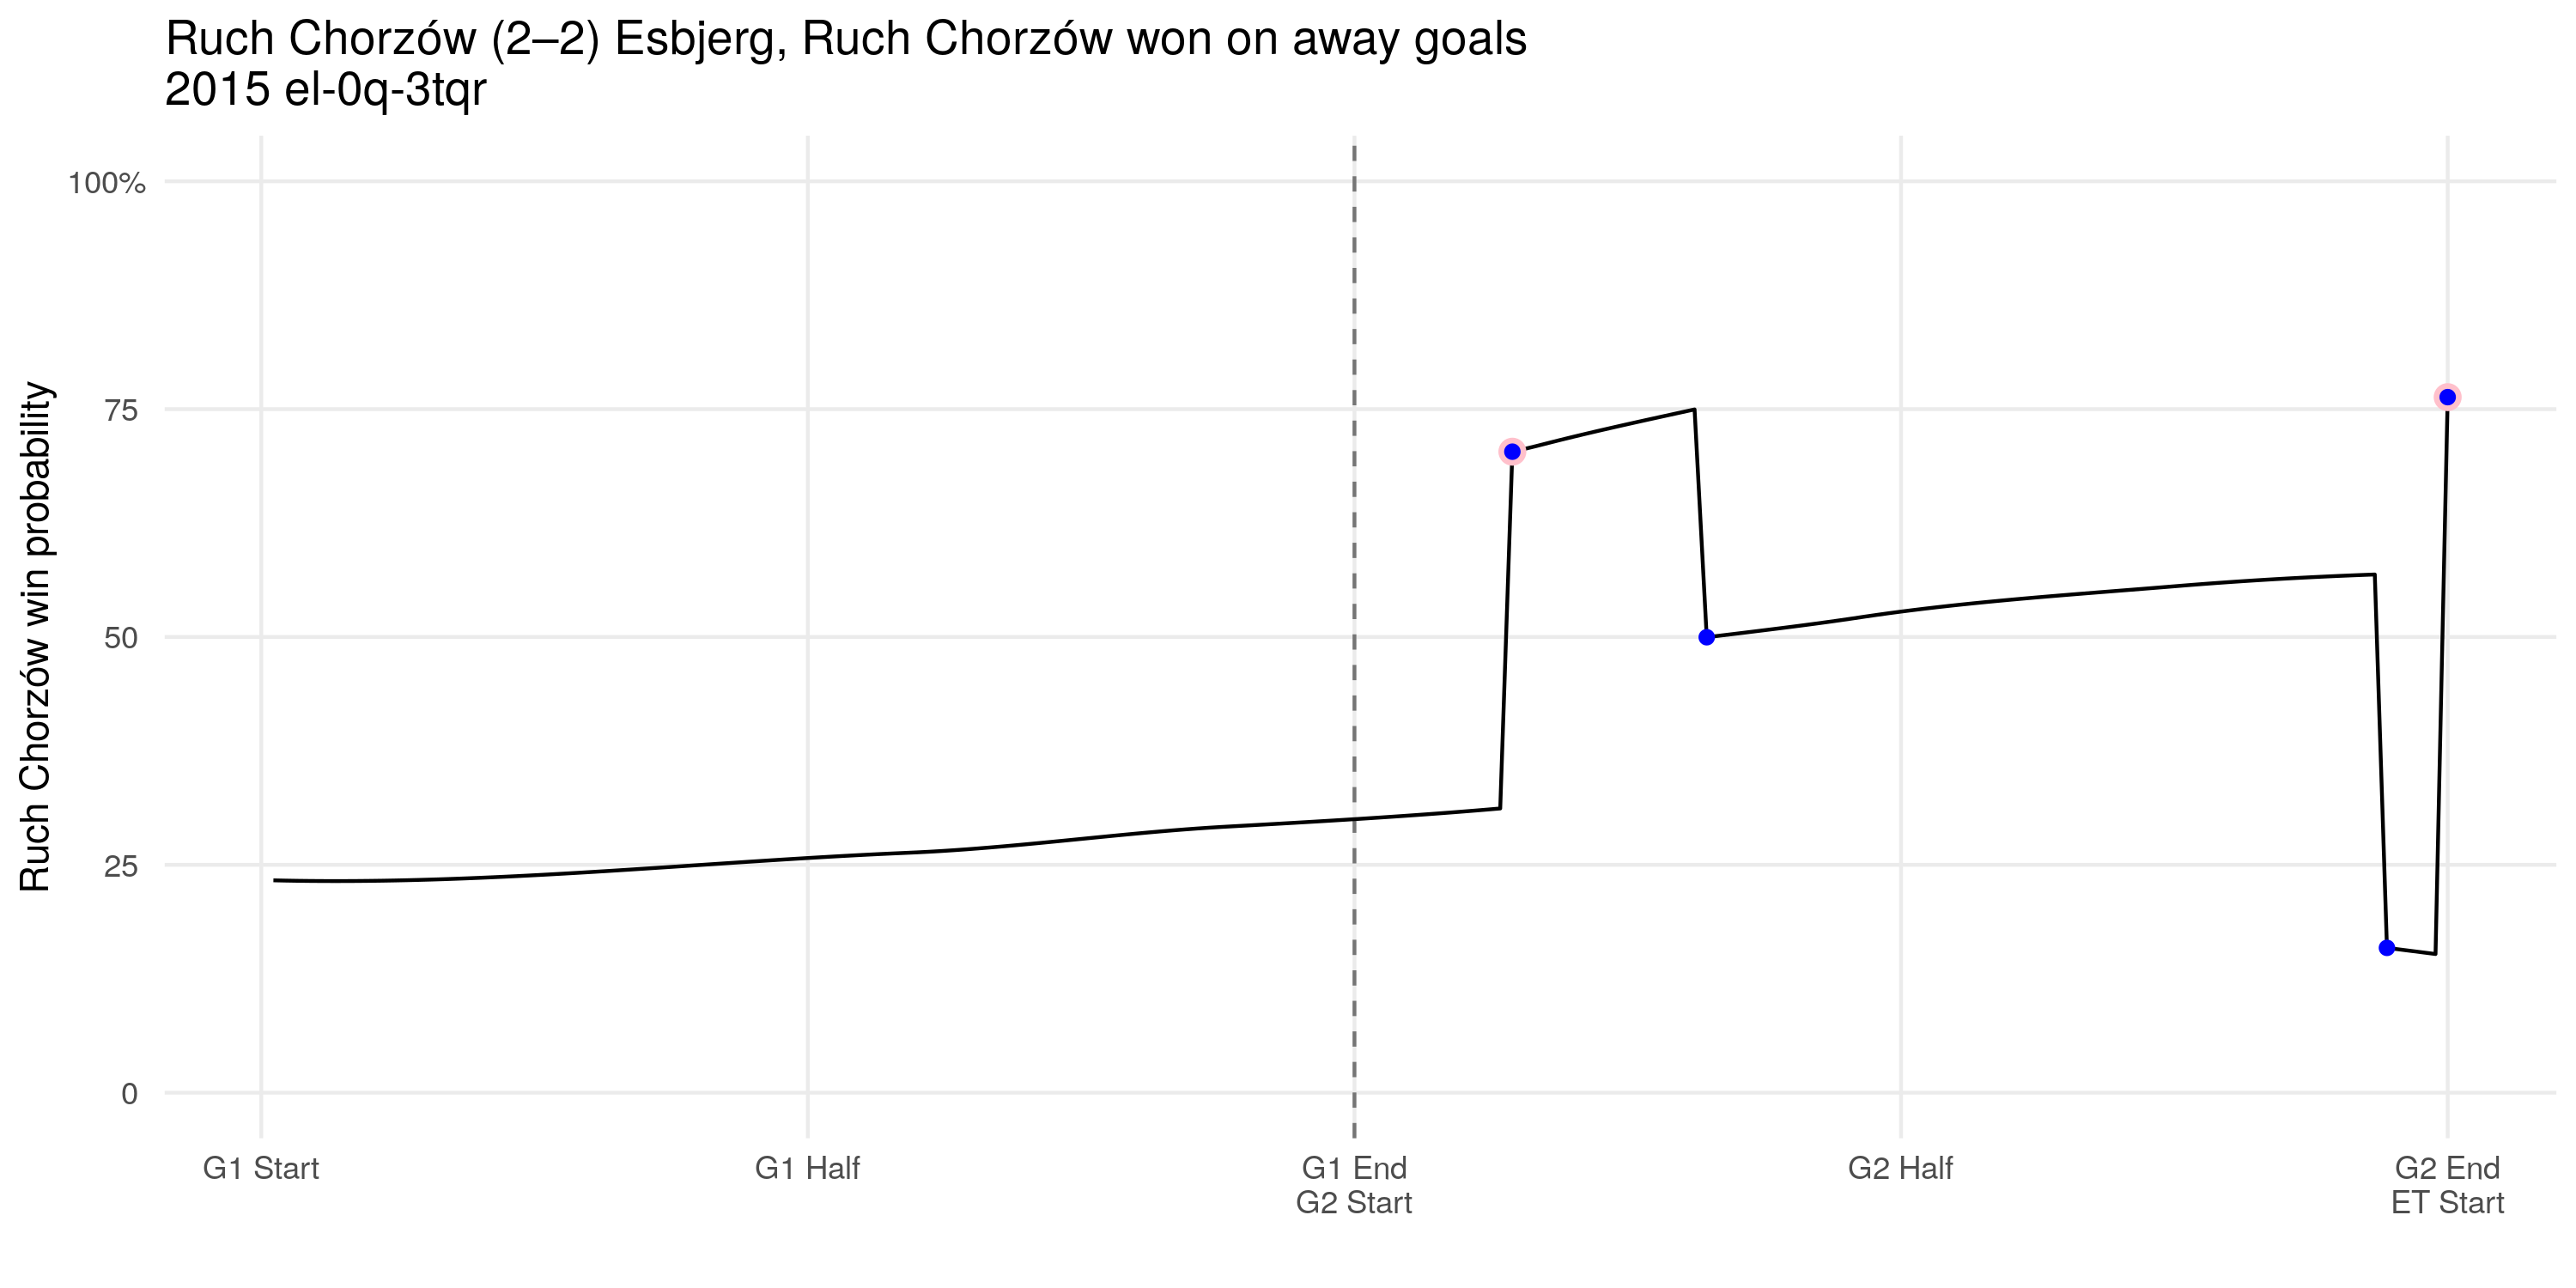 Ruch Chorzów (2–2) Esbjerg, Ruch Chorzów won on away goals
2015 el-0q-3tqr
Ruch Chorzów win probability
100%
75
50
25
0
G1 Start
G1 Half
G1 End
G2 Start
G2 Half
G2 End
ET Start